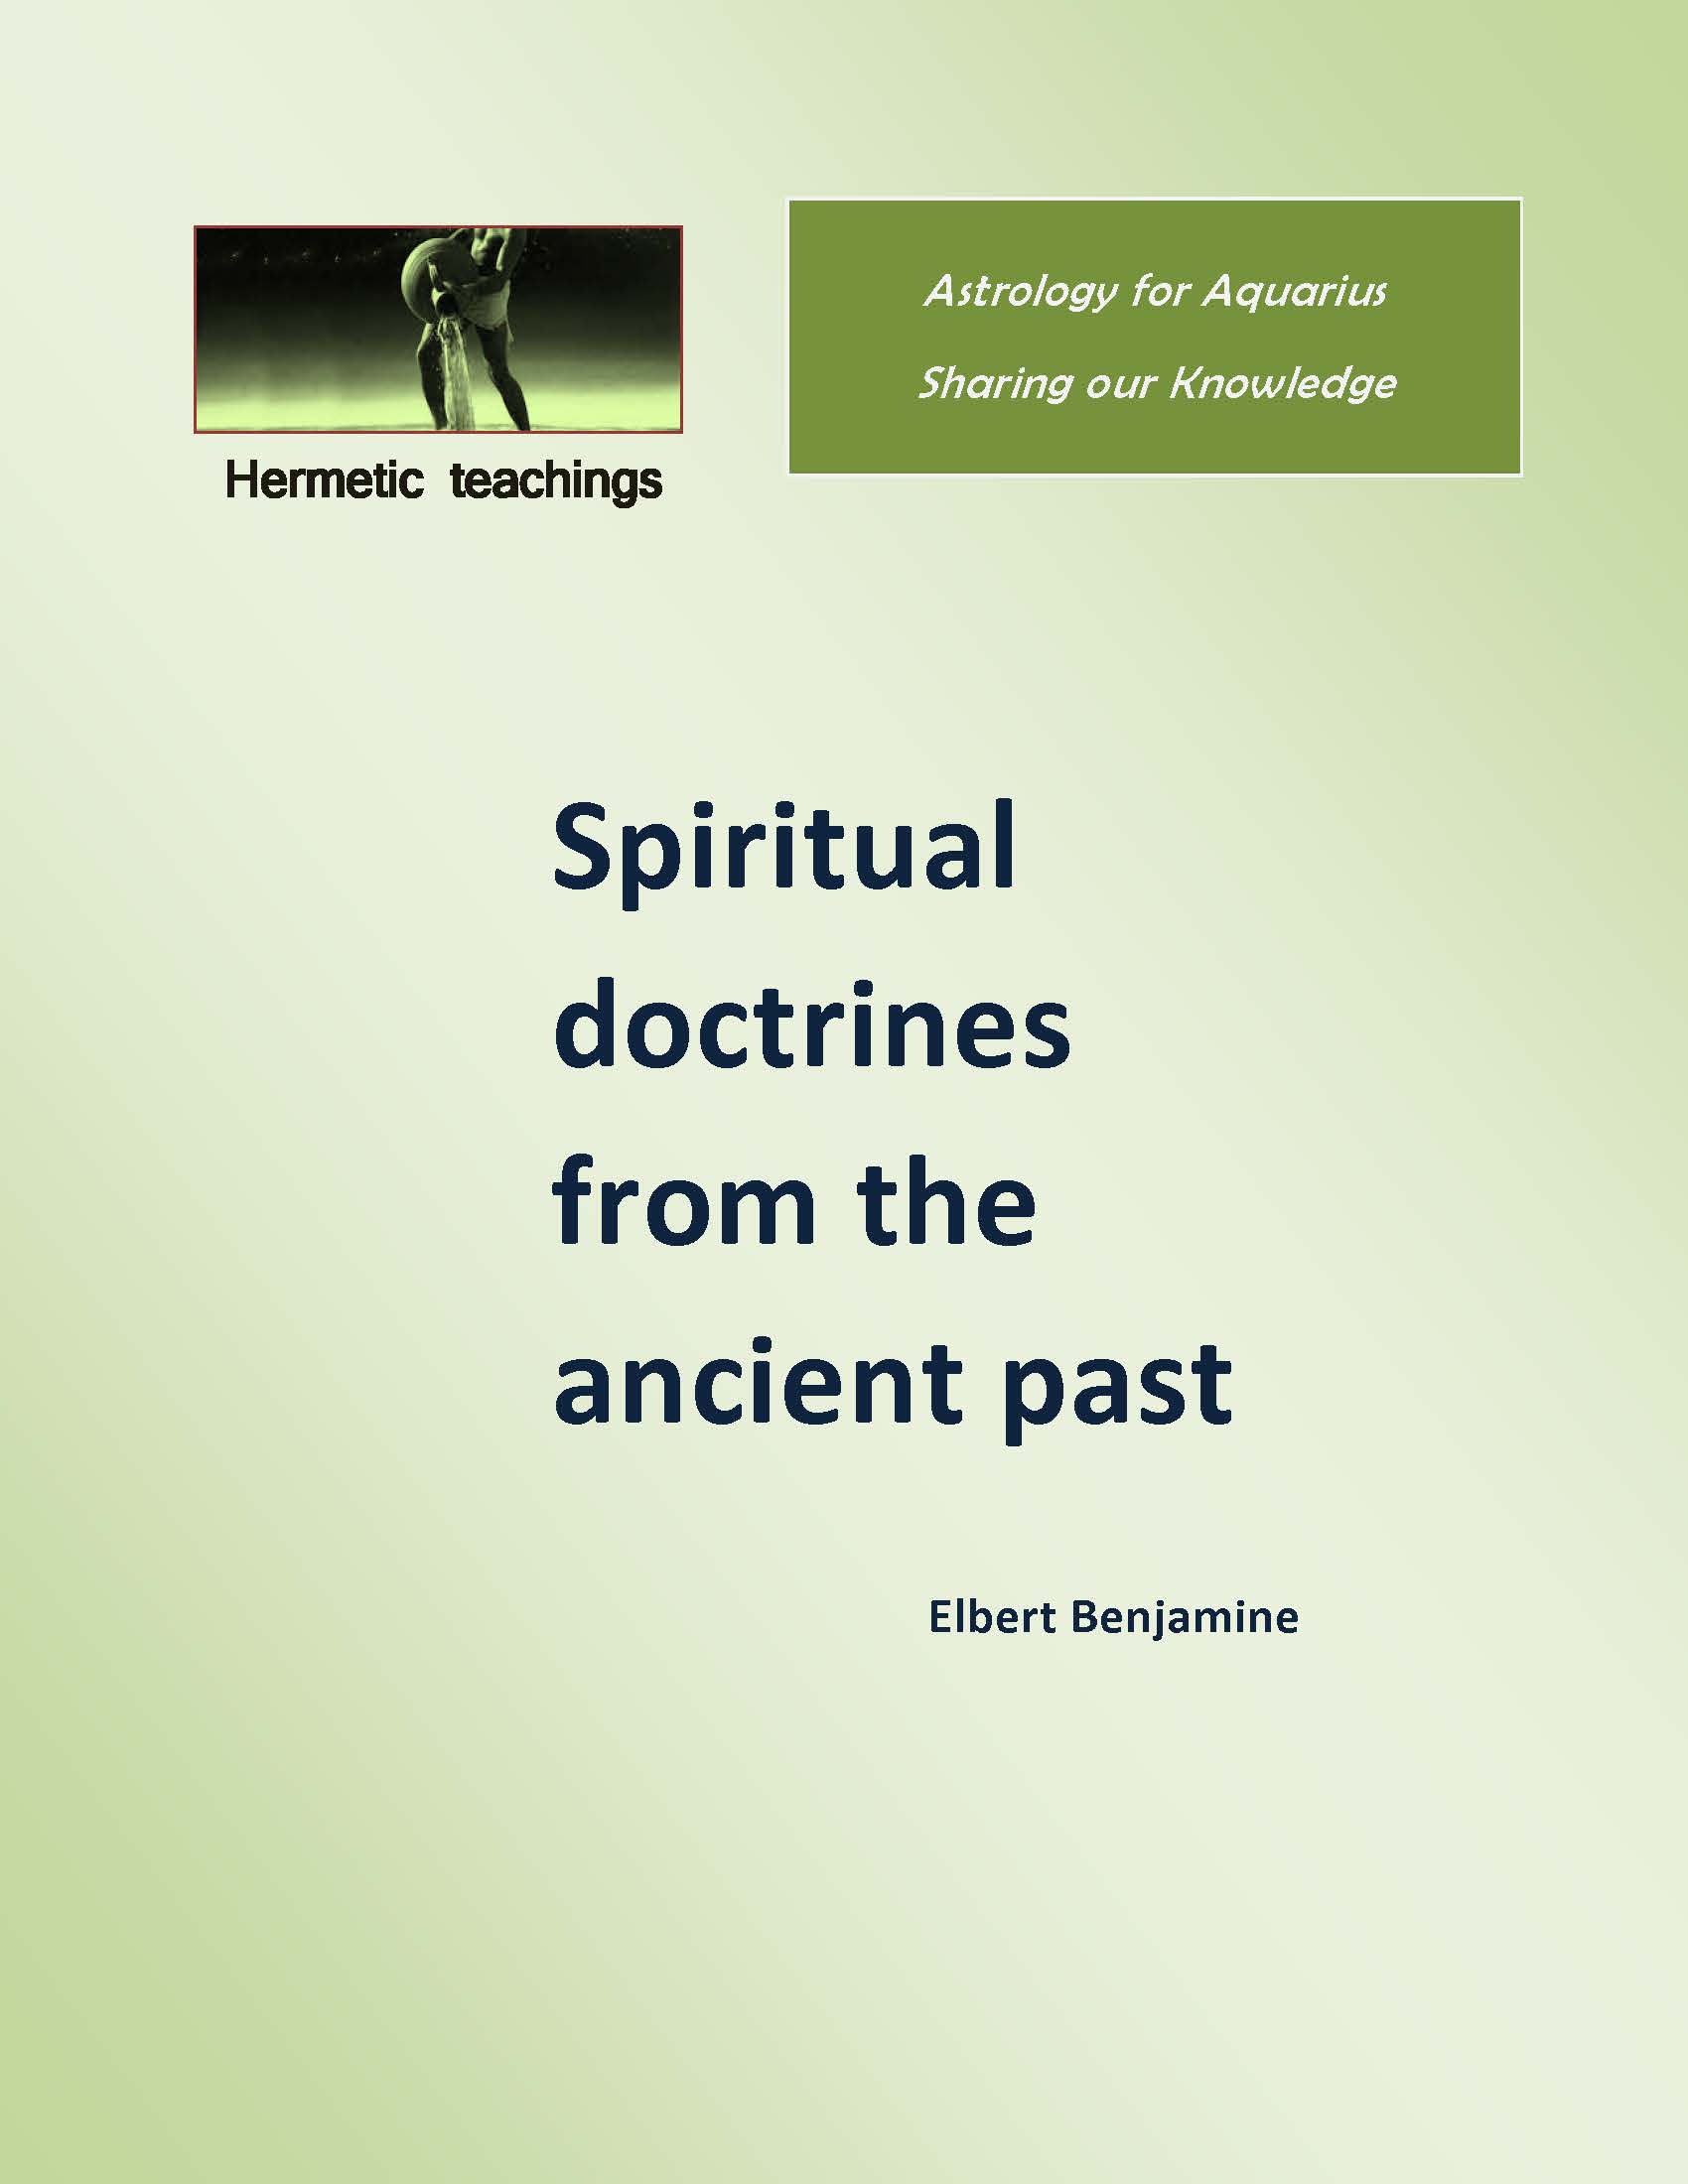 Astrology for Aquarius
Sharing our Knowledge
Hermetic teachings
Spiritual
doctrines
from the
ancient past
Elbert Benjamine